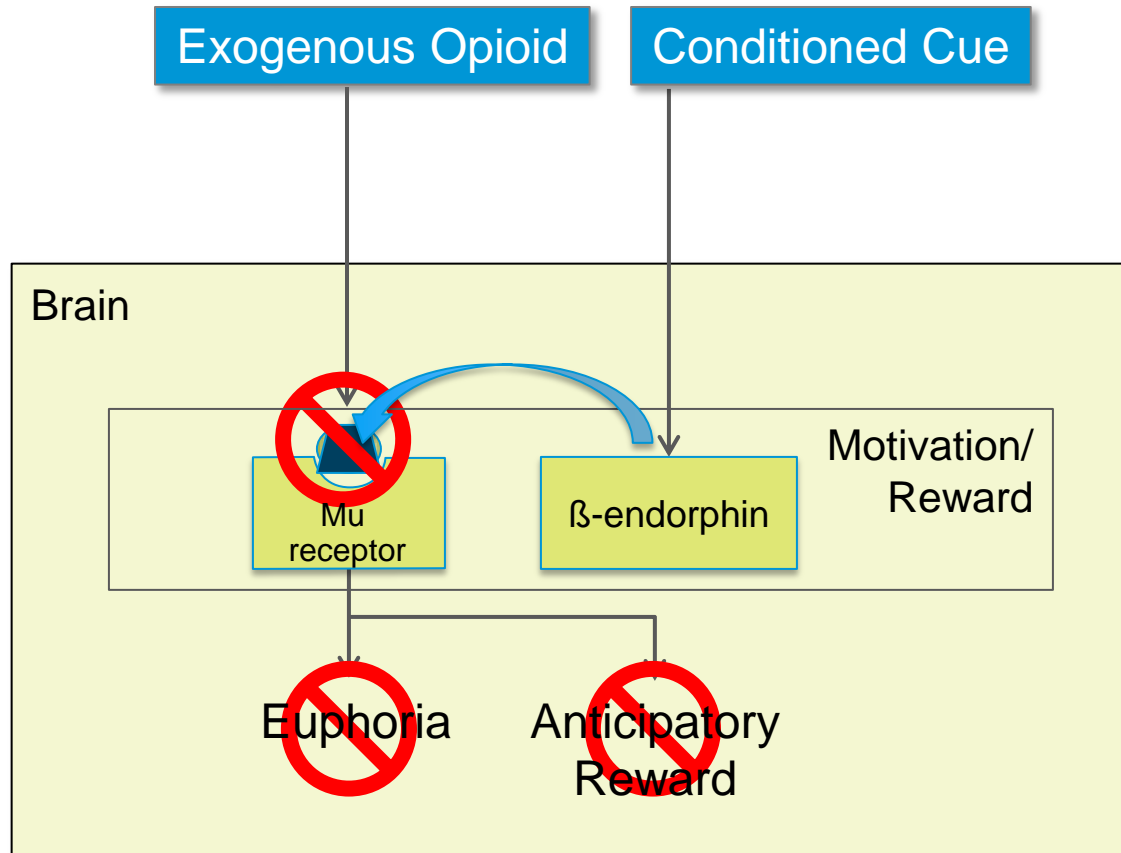 Exogenous Opioid
Conditioned Cue
Brain
Motivation/
Reward
Mu
receptor
ß-endorphin
Euphoria
Anticipatory
Reward